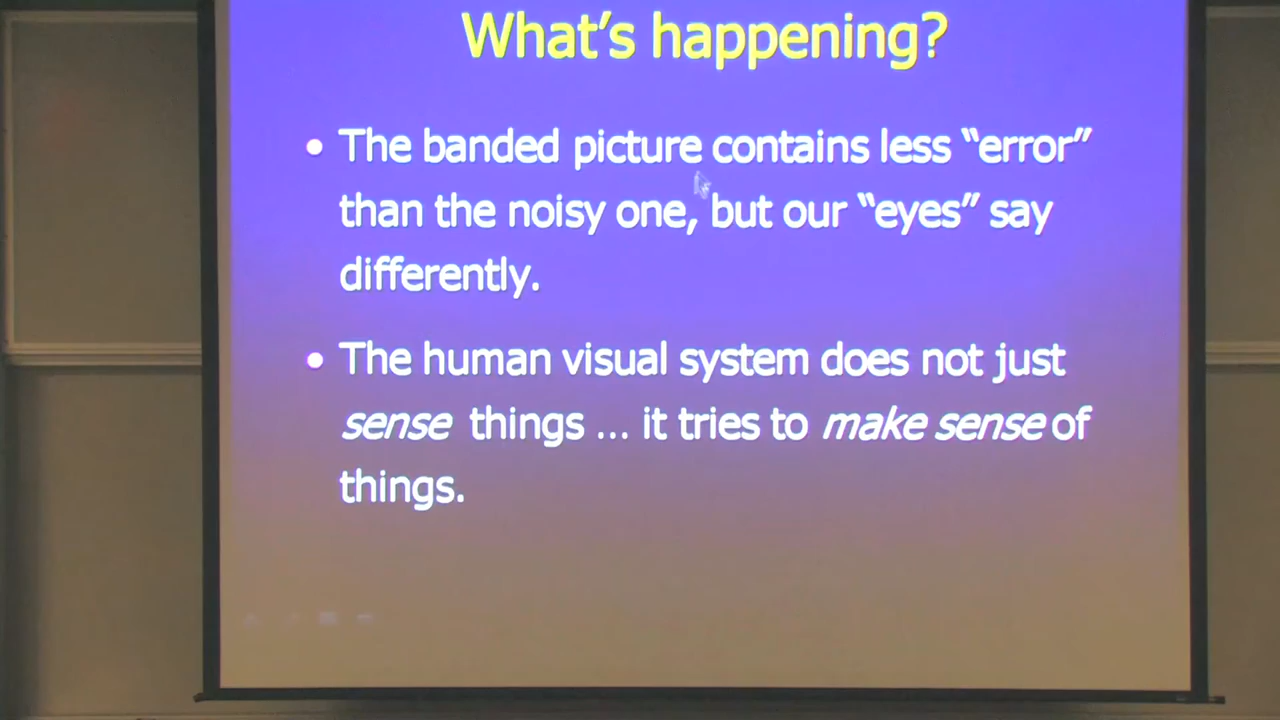 What’s happening?
• The banded picture contains less “error”
than the noisy one, but our “eyes” say
differently.
• The human visual system does not just
sense things ... it tries to make sense of
things.